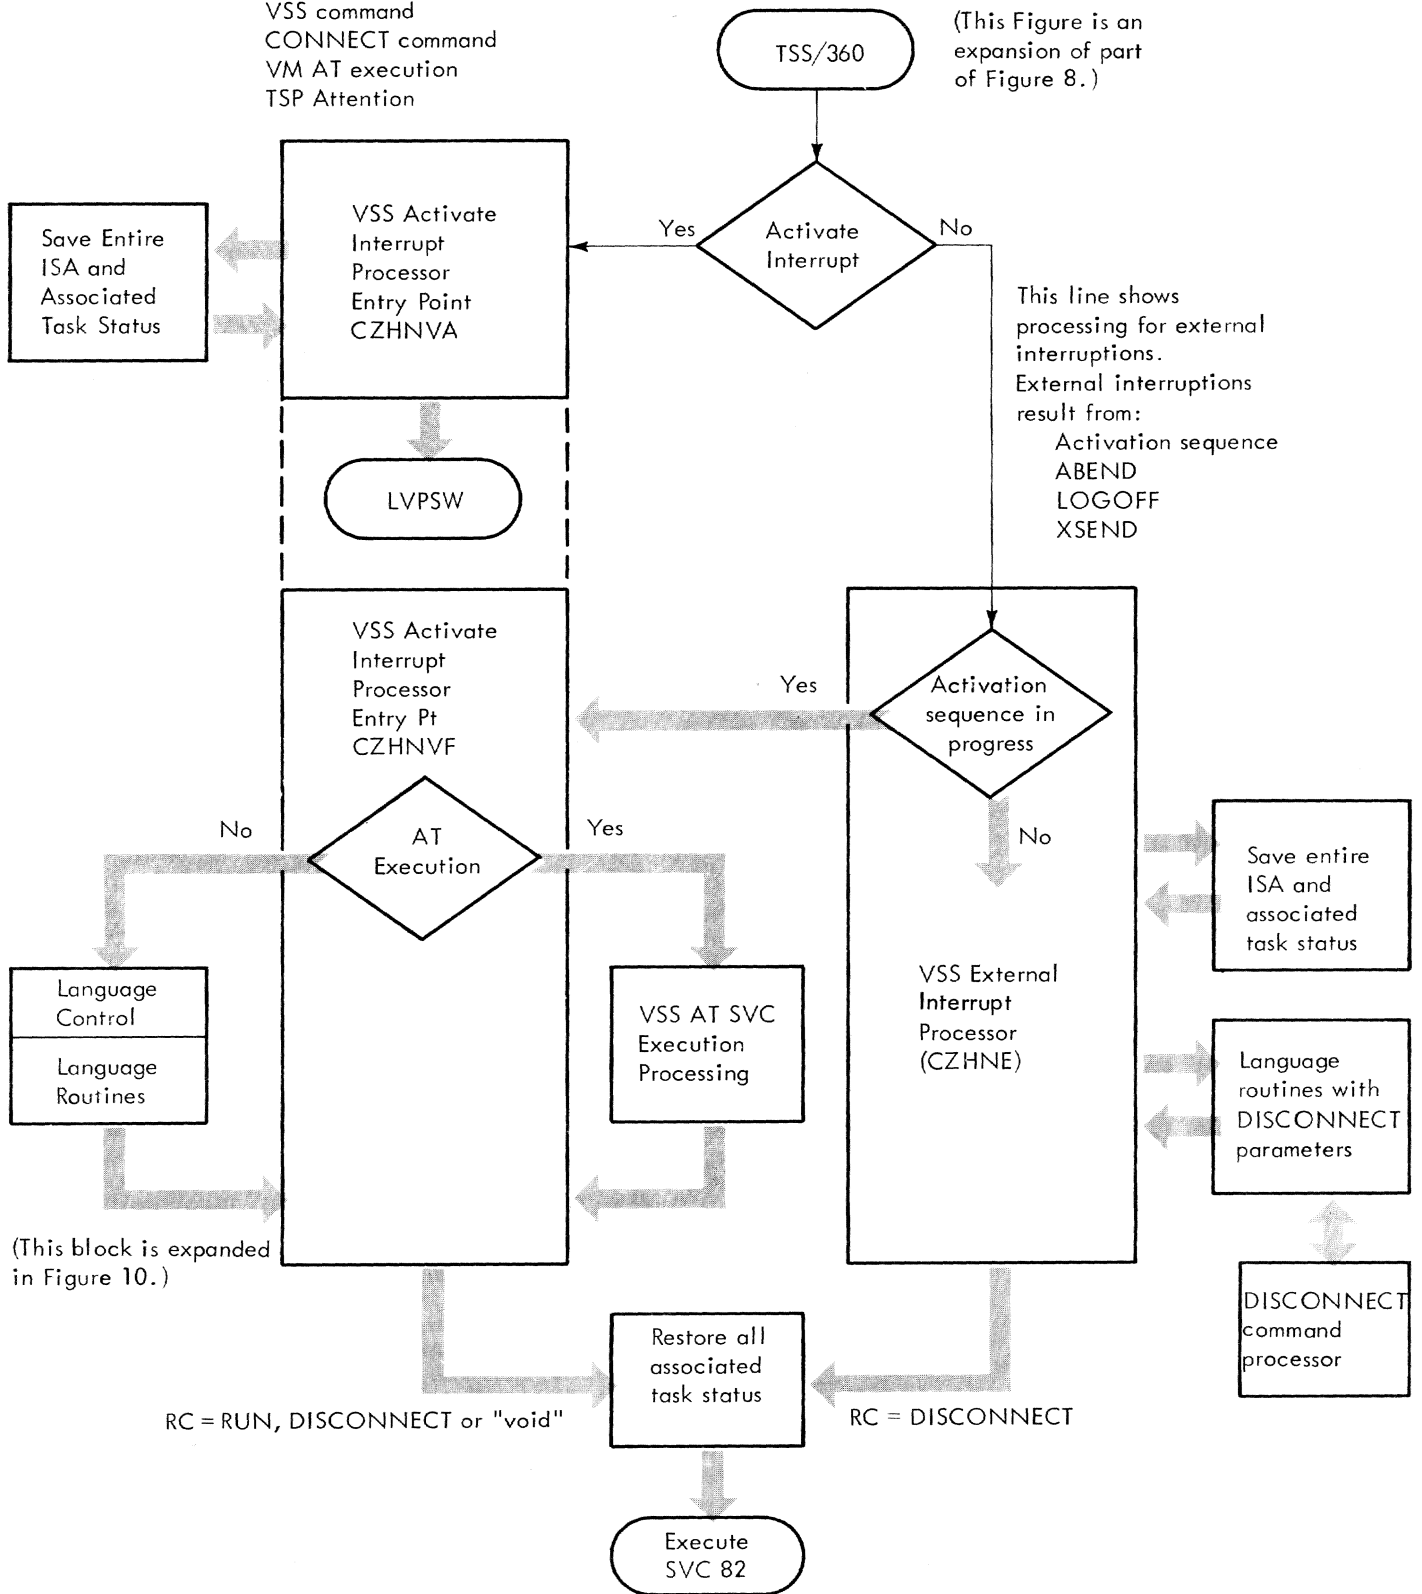 VSS command
CONNECT command
VM AT execution
TSP Attention
TSS/360
(This Figure is an
expansion of part
of Figure 8.)
Save Entire
ISA and
Associated
Task Status
VSS Activate
Interrupt
Processor
Entry Point
CZHNVA
Yes
Activate
Interrupt
No
This line shows
processing for external
interruptions.
External interruptions
result from:
Activation sequence
ABEND
LOGOFF
XSEND
LVPSW
VSS Activate
Interrupt
Processor
Entry Pt
CZHNVF
Yes
Activation
sequence in
progress
No
No
AT
Execution
Yes
Save entire
ISA and
associated
task status
Language
Control
Language
Routines
VSS AT SVC
Execution
Processing
VSS External
Interrupt
Processor
(CZHNE)
Language
routines with
DISCONNECT
parameters
(This block is expanded
in Figure 10.)
DISCONNECT
command
processor
Restore all
associated
task status
RC = RUN, DISCONNECT or "void"
RC = DISCONNECT
Execute
SVC 82